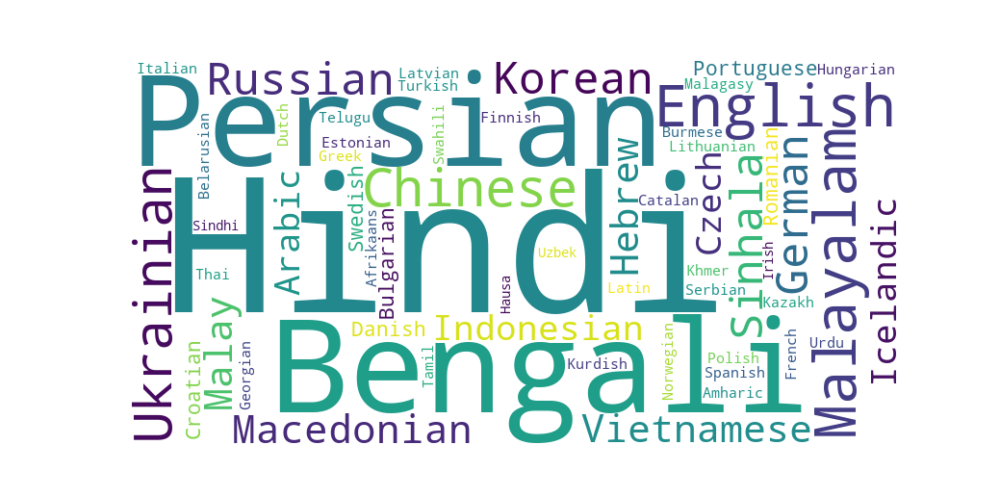 Italian
Russian
Latvian
Turkish
Korean
Portuguese
Hungarian
Malagasy
Persian
English
Belarusian
Dutch
Telugu
Swahili
Finnish
Burmese
Estonian
Lithuanian
Greek
Ukrainian
Hindi
Arabic
Swedish
Chinese
Hebrew
Catalan
Czech
Sinhala
Romanian
German
Malayalam
Icelandic
Sindhi
Afrikaans
Bulgarian
Uzbek
Irish
Thai
Hausa
Latin
Khmer
Serbian
Kazakh
Malay
Danish
Indonesian
Croatian
Georgian
Bengali
Tamil
Kurdish
Norwegian
Polish
Spanish
French
Urdu
Amharic
Macedonian
Vietnamese